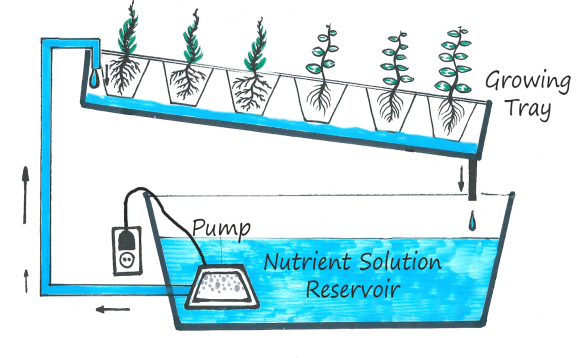 Growing
Tray
Pump
Nutrient Solution
Reservoir